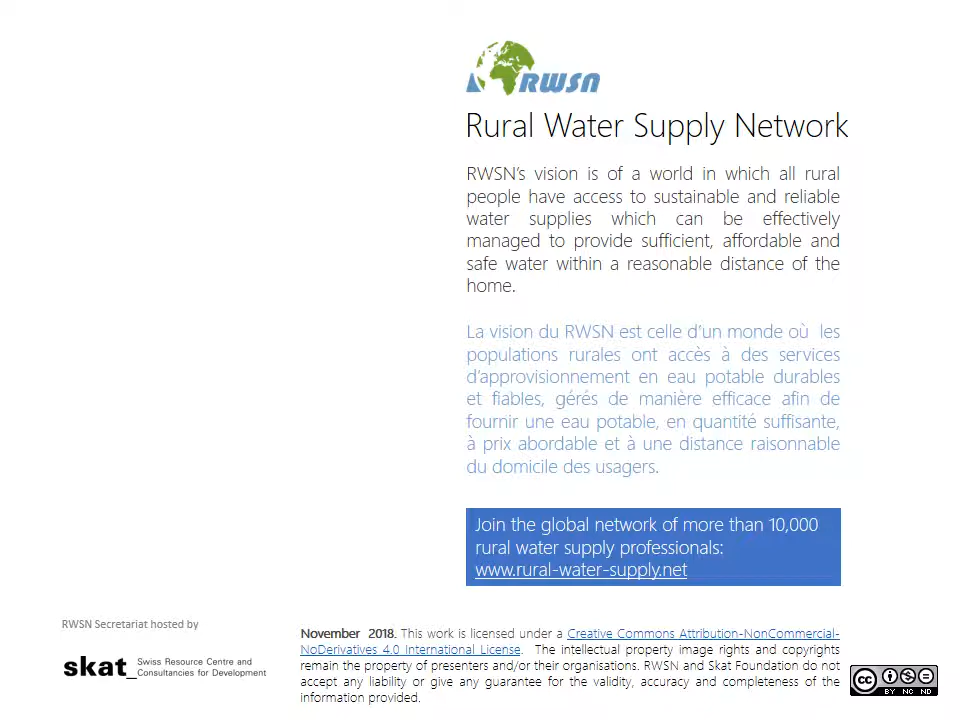 RWSN
Rural Water Supply Network
RWSN's vision is of a world in which all rural
people have access to sustainable and reliable
water supplies which can be effectively
managed to provide sufficient, affordable and
safe water within a reasonable distance of the
home.
La vision du RWSN est celle d'un monde où les
populations rurales ont accès à des services
d'approvisionnement en eau potable durables
et fiables, gérés de manière efficace afin de
fournir une eau potable, en quantité suffisante,
à prix abordable et à une distance raisonnable
du domicile des usagers.
Join the global network of more than 10,000
rural water supply professionals:
www.rural-water-supply.net
RWSN Secretariat hosted by
skat_ Swiss Resource Centre and
Consultancies for Development
November 2018. This work is licensed under a Creative Commons Attribution-NonCommercial-
NoDerivatives 4.0 International License. The intellectual property image rights and copyrights
remain the property of presenters and/or their organisations. RWSN and Skat Foundation do not
accept any liability or give any guarantee for the validity, accuracy and completeness of the
information provided.
cc
BY NC ND